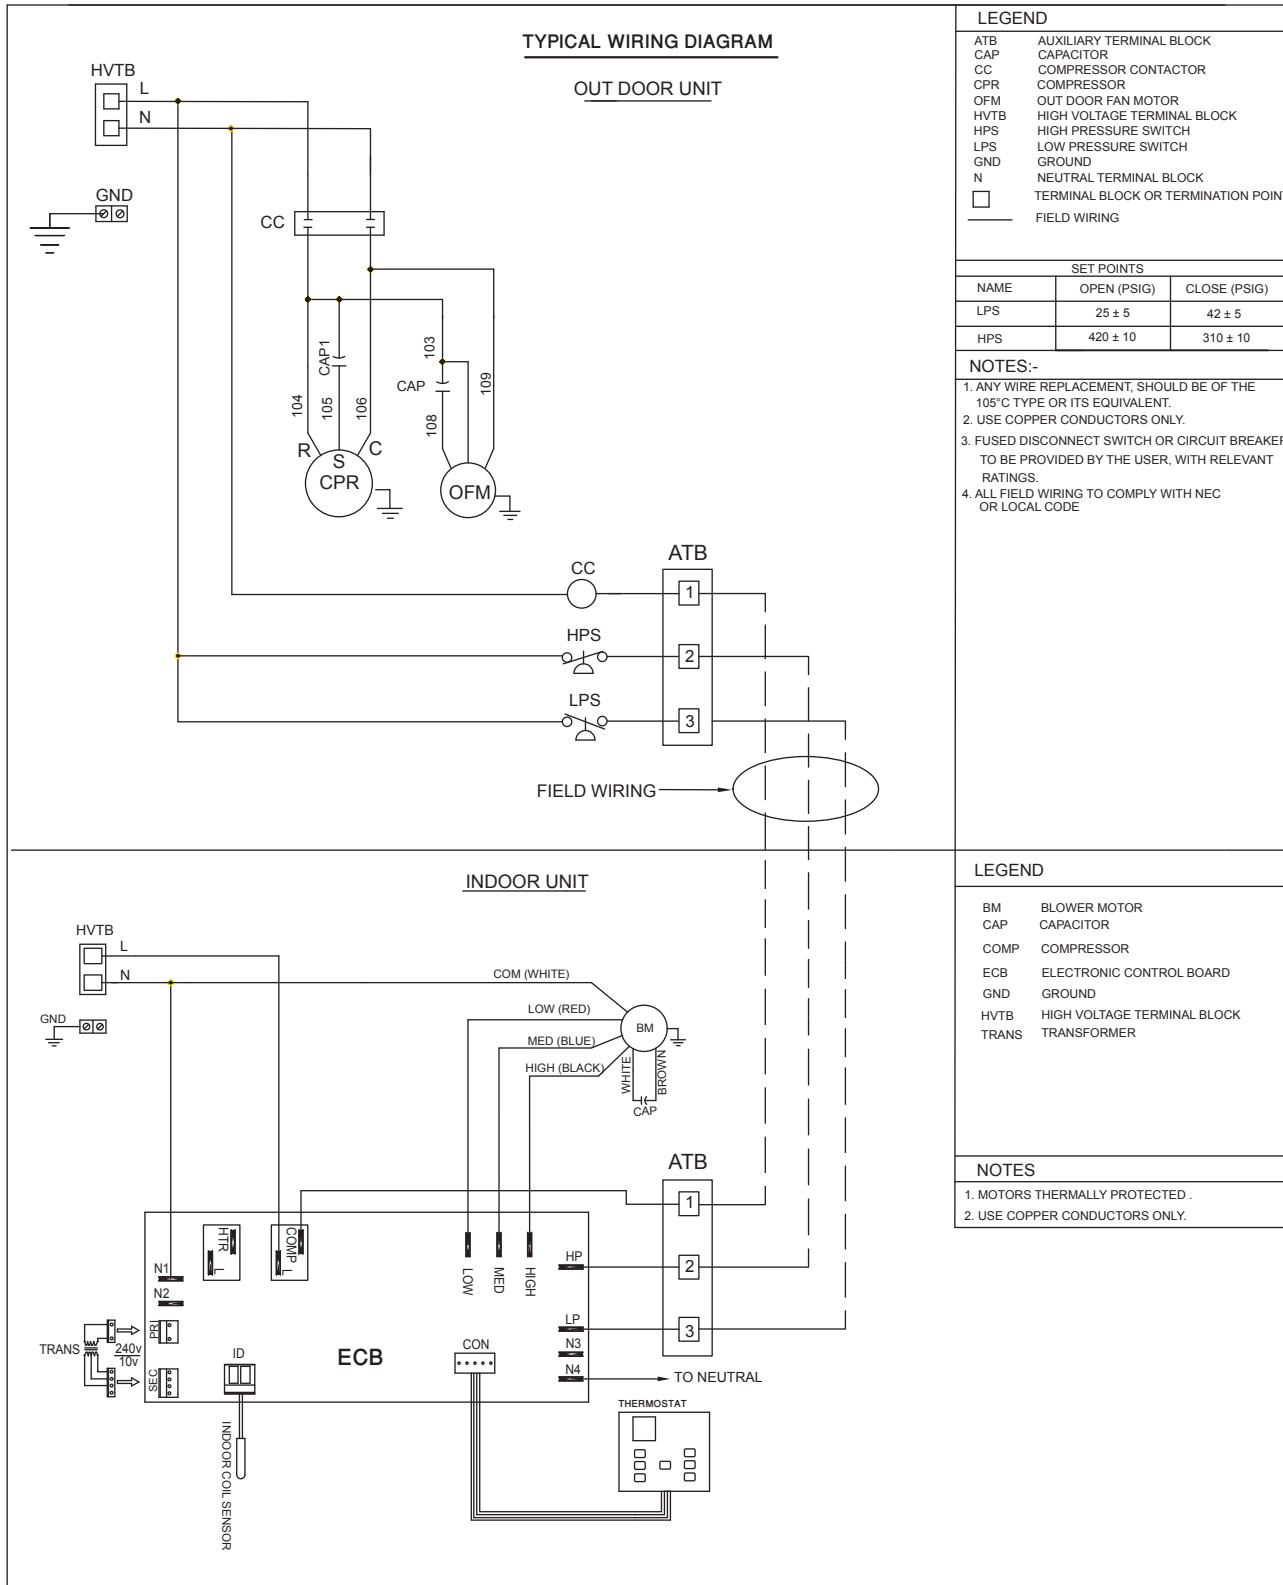 TYPICAL WIRING DIAGRAM
OUT DOOR UNIT
HVTB
L
N
GND
CC
CAP1
103
CAP
109
104
105
106
108
R
S
C
CPR
OFM
ATB
CC
1
HPS
2
LPS
3
FIELD WIRING
LEGEND
ATB AUXILIARY TERMINAL BLOCK
CAP CAPACITOR
CC COMPRESSOR CONTACTOR
CPR COMPRESSOR
OFM OUT DOOR FAN MOTOR
HVTB HIGH VOLTAGE TERMINAL BLOCK
HPS HIGH PRESSURE SWITCH
LPS LOW PRESSURE SWITCH
GND GROUND
N NEUTRAL TERMINAL BLOCK
TERMINAL BLOCK OR TERMINATION POINT
FIELD WIRING
SET POINTS
NAME OPEN (PSIG) CLOSE (PSIG)
LPS 25 ± 5 42 ± 5
HPS 420 ± 10 310 ± 10
NOTES:-
1. ANY WIRE REPLACEMENT, SHOULD BE OF THE
105°C TYPE OR ITS EQUIVALENT.
2. USE COPPER CONDUCTORS ONLY.
3. FUSED DISCONNECT SWITCH OR CIRCUIT BREAKER
TO BE PROVIDED BY THE USER, WITH RELEVANT
RATINGS.
4. ALL FIELD WIRING TO COMPLY WITH NEC
OR LOCAL CODE
INDOOR UNIT
HVTB
L
N
GND
COM (WHITE)
LOW (RED)
MED (BLUE)
HIGH (BLACK)
BM
WHITE
BROWN
CAP
ATB
1
2
3
HTR
L
COMP
L
LOW
MED
HIGH
HP
LP
N3
N4
TO NEUTRAL
N1
N2
PRI
SEC
TRANS
240v
10v
ID
ECB
CON
INDOOR COIL SENSOR
THERMOSTAT
LEGEND
BM BLOWER MOTOR
CAP CAPACITOR
COMP COMPRESSOR
ECB ELECTRONIC CONTROL BOARD
GND GROUND
HVTB HIGH VOLTAGE TERMINAL BLOCK
TRANS TRANSFORMER
NOTES
1. MOTORS THERMALLY PROTECTED .
2. USE COPPER CONDUCTORS ONLY.